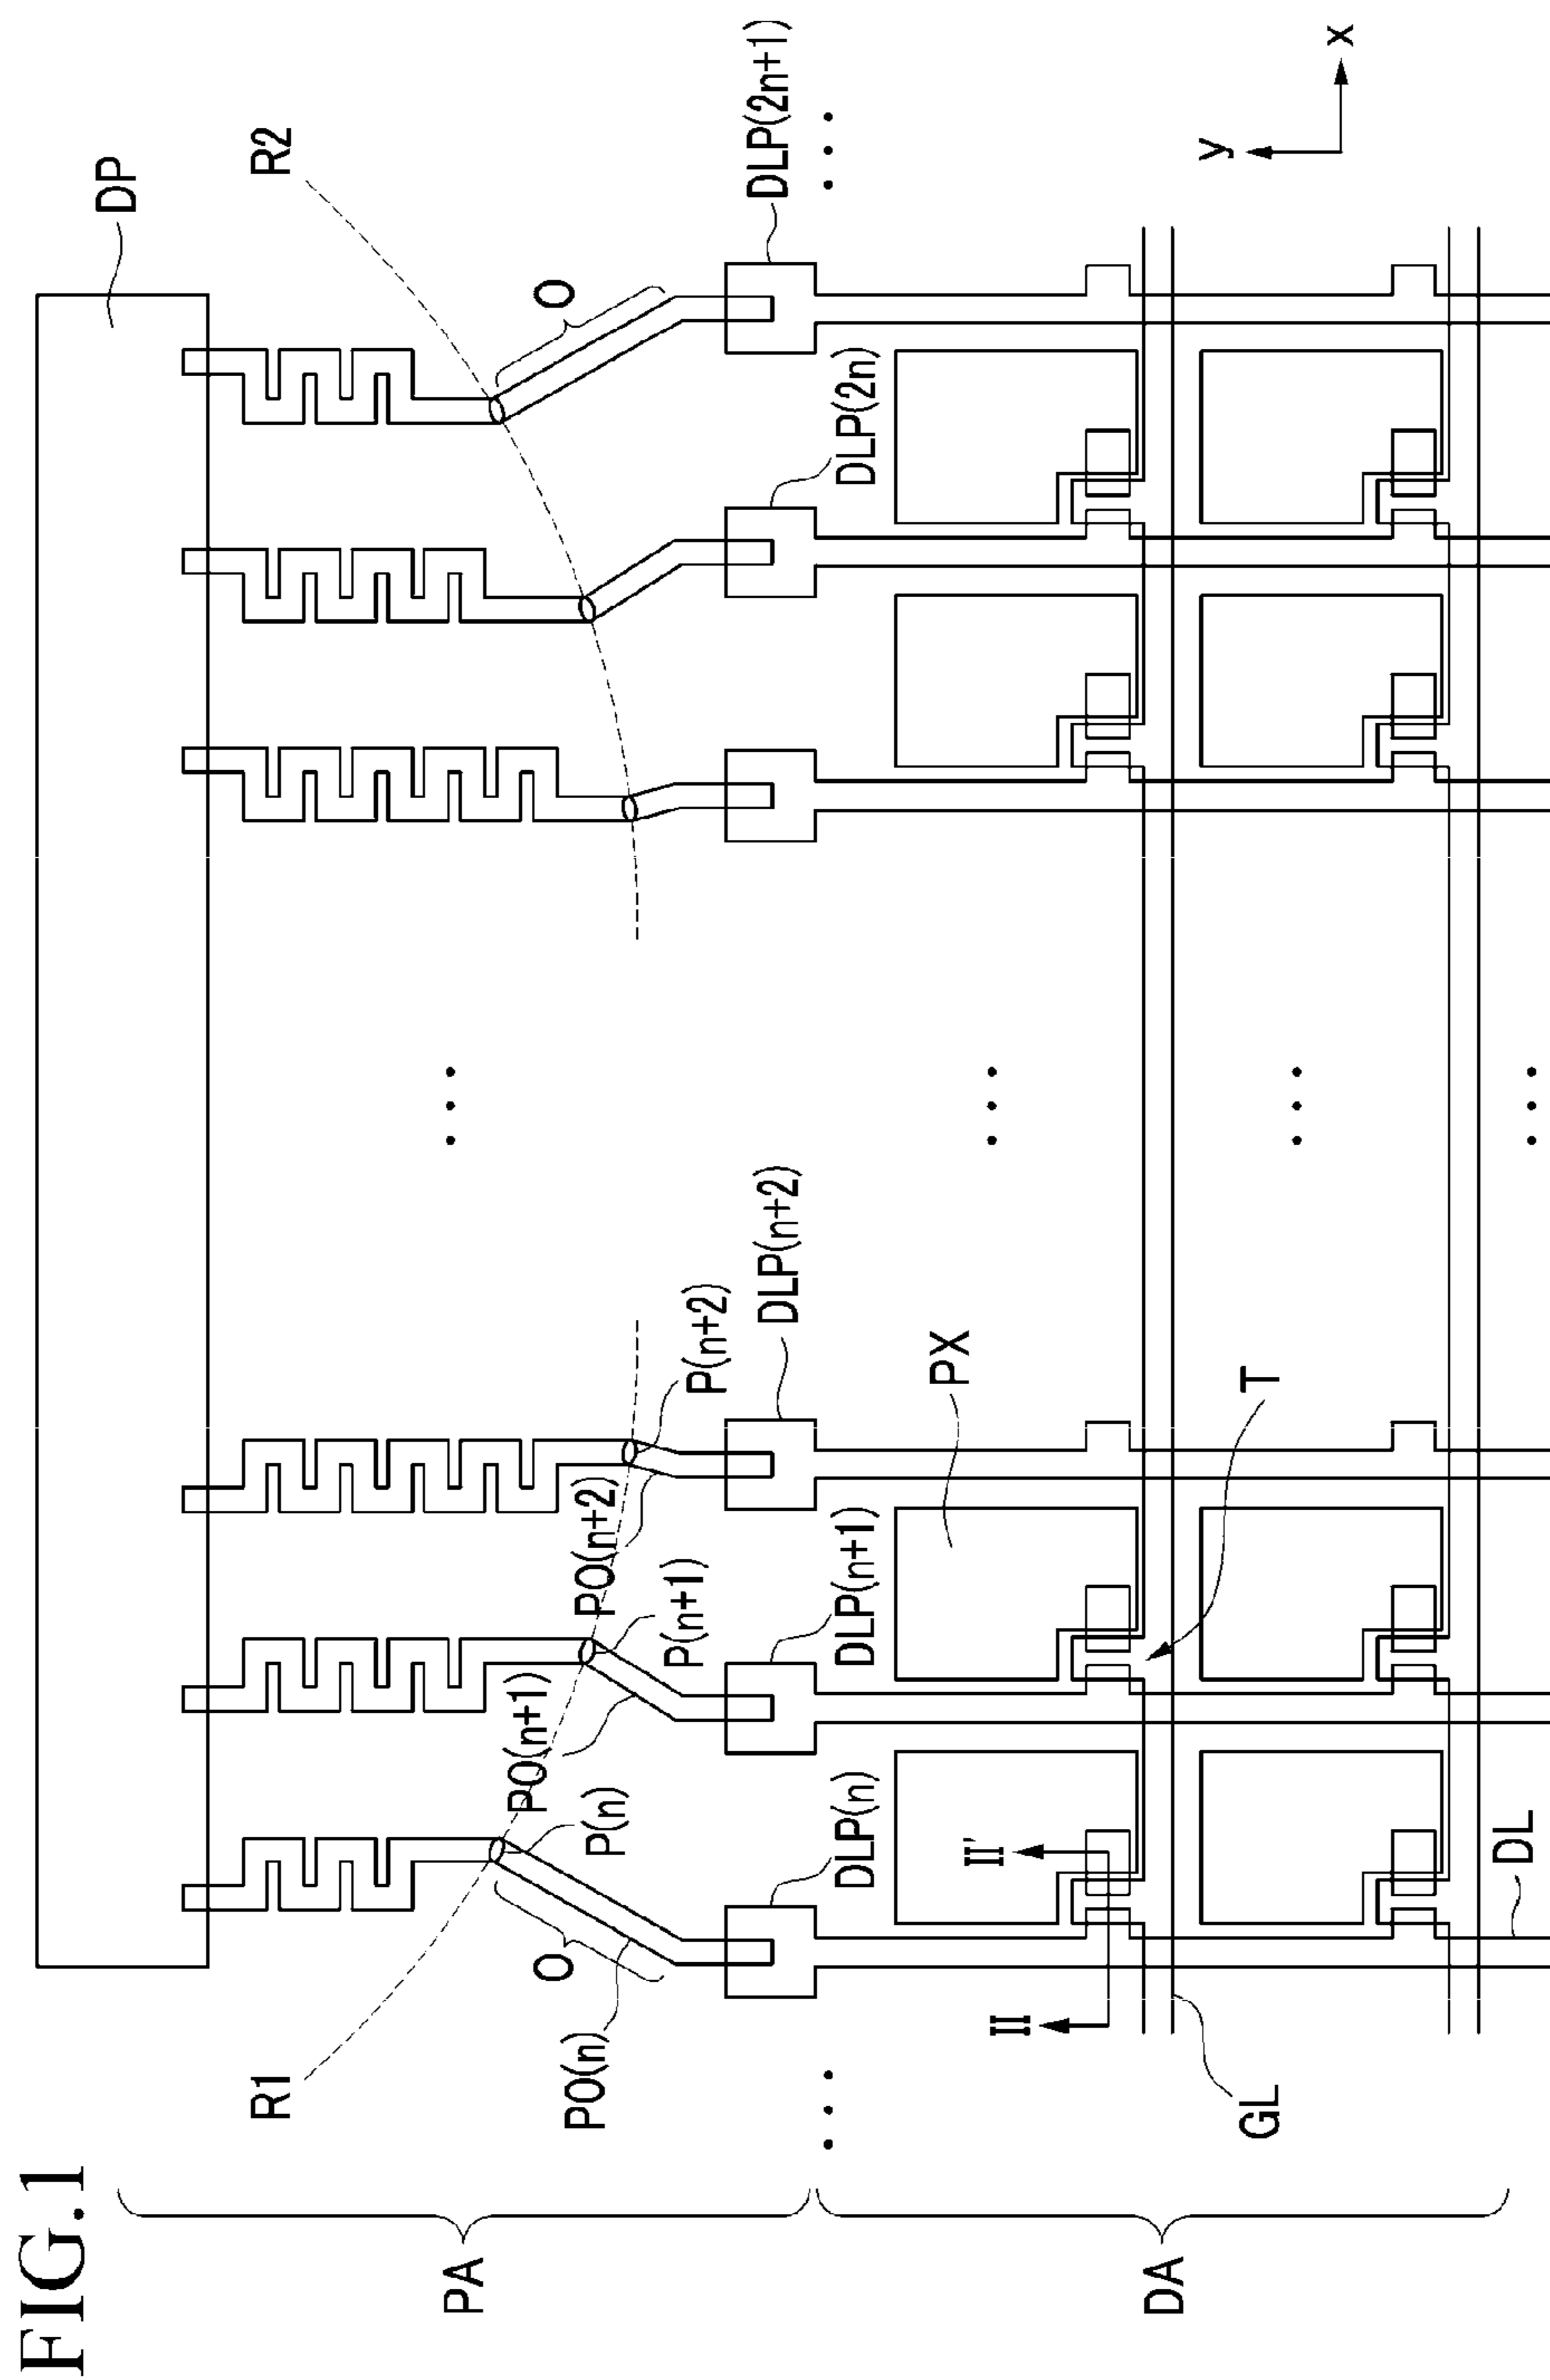 FIG.1
DP
R1
R2
PA
O
O
PO(n)
P(n)
PO(n+1)
P(n+1)
PO(n+2)
P(n+2)
DLP(n)
DLP(n+1)
DLP(n+2)
DLP(2n)
DLP(2n+1)
PX
T
II
II'
GL
DL
DA
y
x